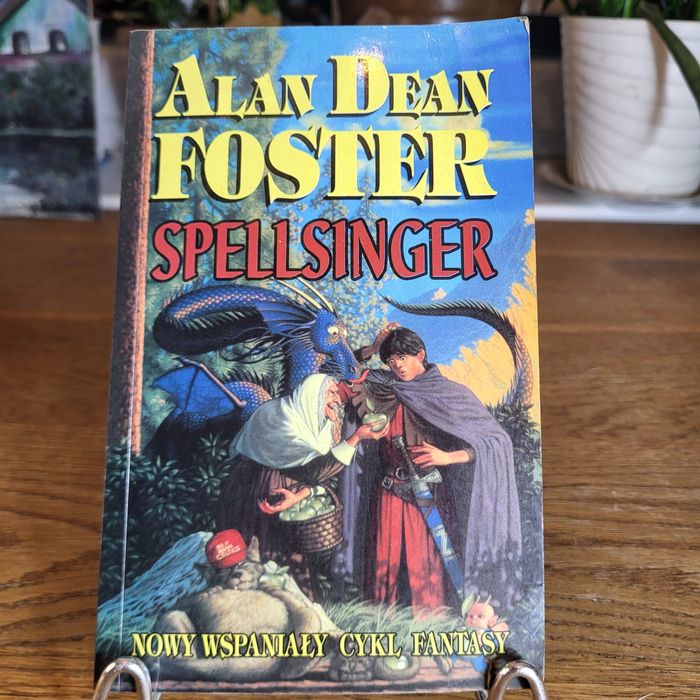 ALAN DEAN
FOSTER
SPELLSINGER
NOWY WSPANIAŁY CYKL FANTASY